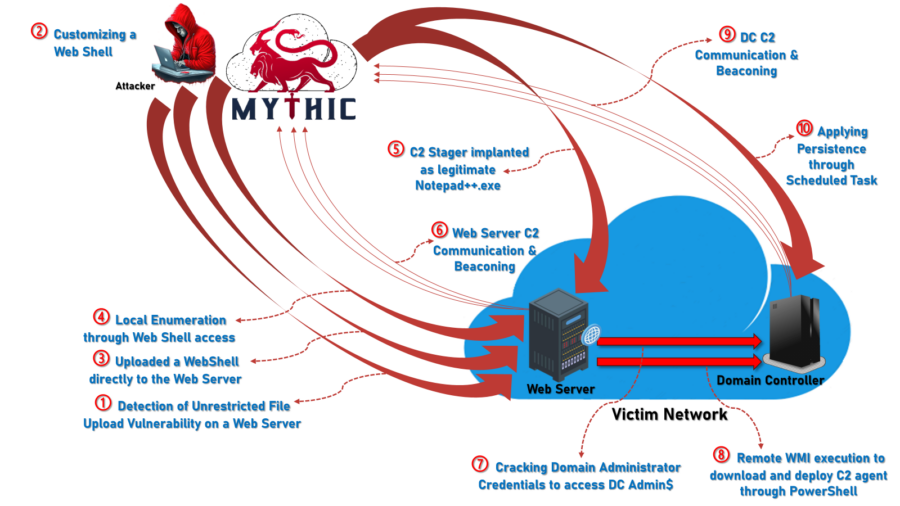 ② Customizing a
Web Shell
Attacker
MYTHIC
⑨ DC C2
Communication &
Beaconing
⑩ Applying
Persistence
through
Scheduled Task
⑤ C2 Stager implanted
as legitimate
Notepad++.exe
⑥ Web Server C2
Communication &
Beaconing
④ Local Enumeration
through Web Shell access
③ Uploaded a WebShell
directly to the Web Server
① Detection of Unrestricted File
Upload Vulnerability on a Web Server
Web Server
Domain Controller
Victim Network
⑦ Cracking Domain Administrator
Credentials to access DC Admin$
⑧ Remote WMI execution to
download and deploy C2 agent
through PowerShell